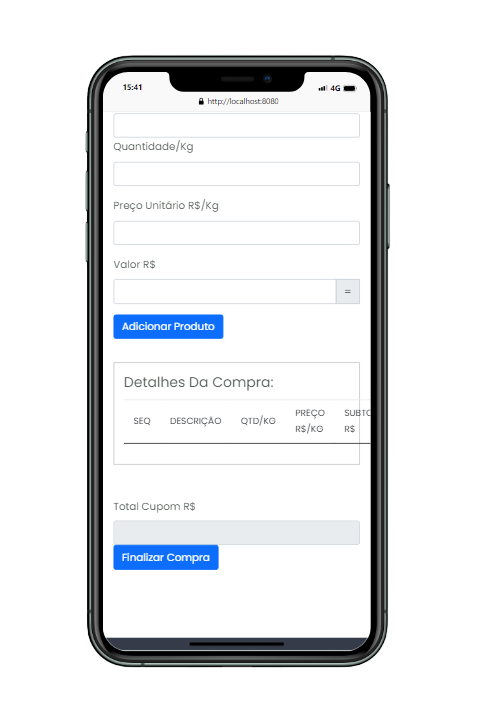 15:41
4G
http://localhost:8080
Quantidade/Kg
Preço Unitário R$/Kg
Valor R$
=
Adicionar Produto
Detalhes Da Compra:
SEQ DESCRIÇÃO QTD/KG PREÇO R$/KG SUBTO R$
Total Cupom R$
Finalizar Compra